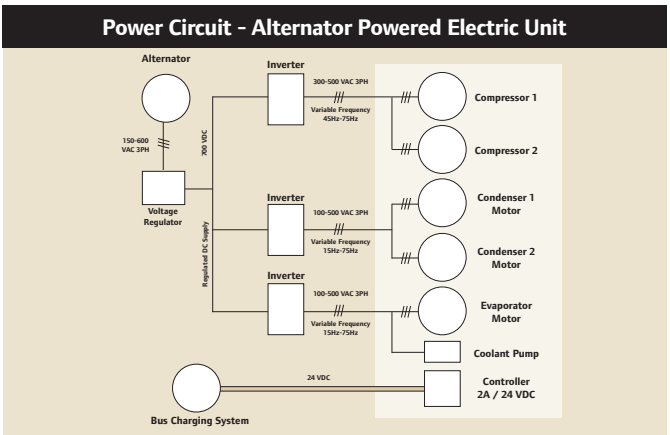 Power Circuit - Alternator Powered Electric Unit
Alternator
150-600
VAC 3PH
Voltage
Regulator
700 VDC
Regulated DC Supply
Inverter
300-500 VAC 3PH
Variable Frequency
45Hz-75Hz
Compressor 1
Compressor 2
Inverter
100-500 VAC 3PH
Variable Frequency
15Hz-75Hz
Condenser 1
Motor
Condenser 2
Motor
Inverter
100-500 VAC 3PH
Variable Frequency
15Hz-75Hz
Evaporator
Motor
Coolant Pump
24 VDC
Bus Charging System
Controller
2A / 24 VDC